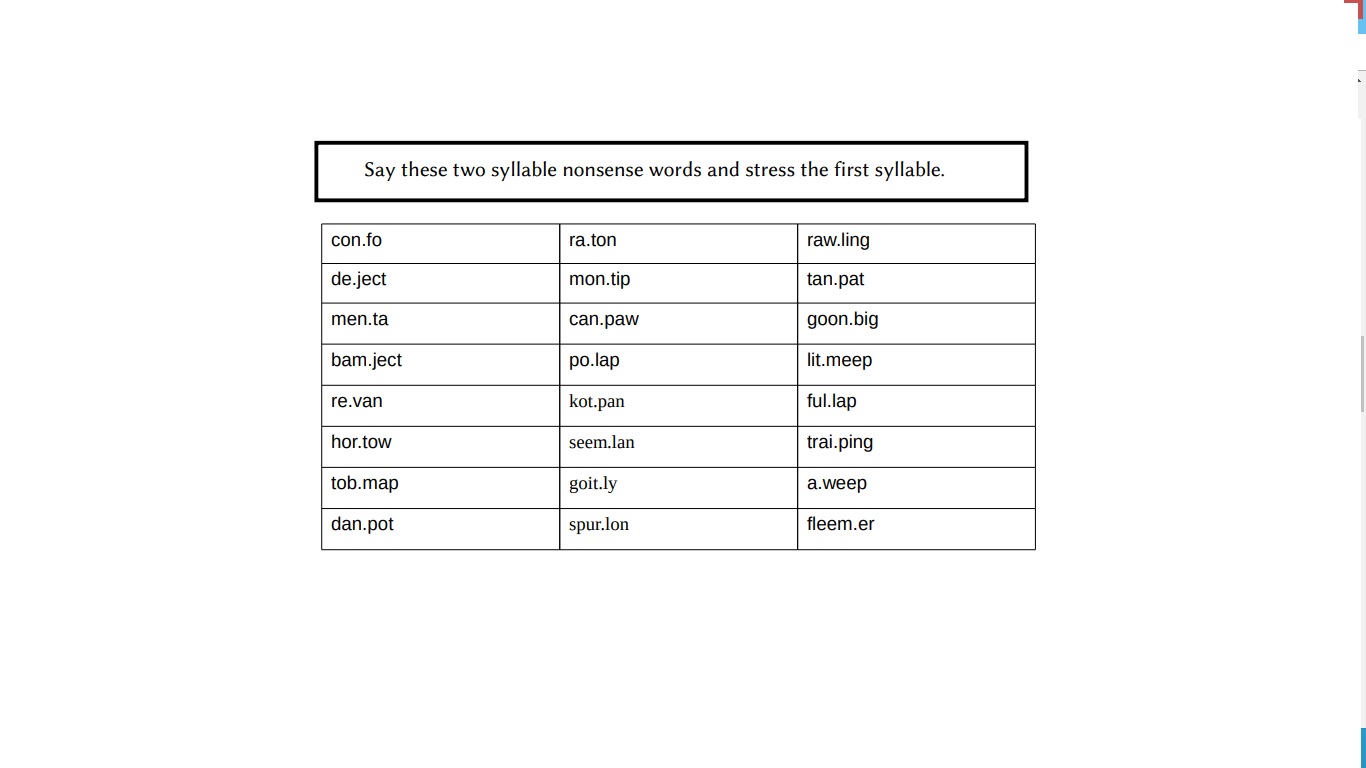 Say these two syllable nonsense words and stress the first syllable.
con.fo ra.ton raw.ling
de.ject mon.tip tan.pat
men.ta can.paw goon.big
bam.ject po.lap lit.meep
re.van kot.pan ful.lap
hor.tow seem.lan trai.ping
tob.map goit.ly a.weep
dan.pot spur.lon fleem.er